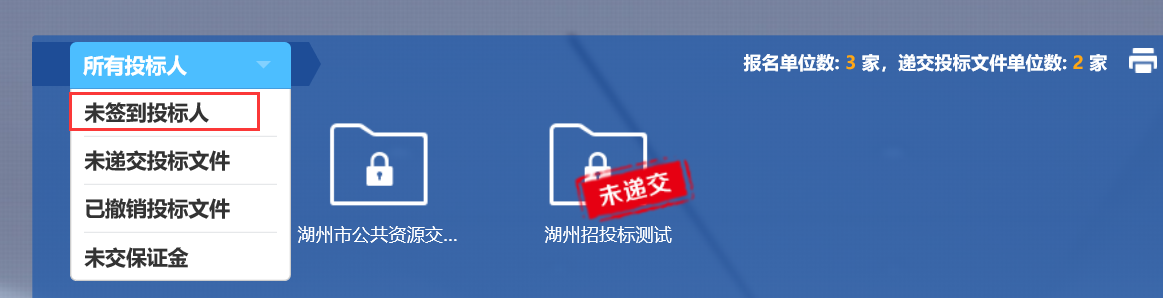 所有投标人
报名单位数: 3 家，递交投标文件单位数: 2 家
未签到投标人
未递交投标文件
已撤销投标文件
未交保证金
未递交
湖州市公共资源交...
湖州招投标测试